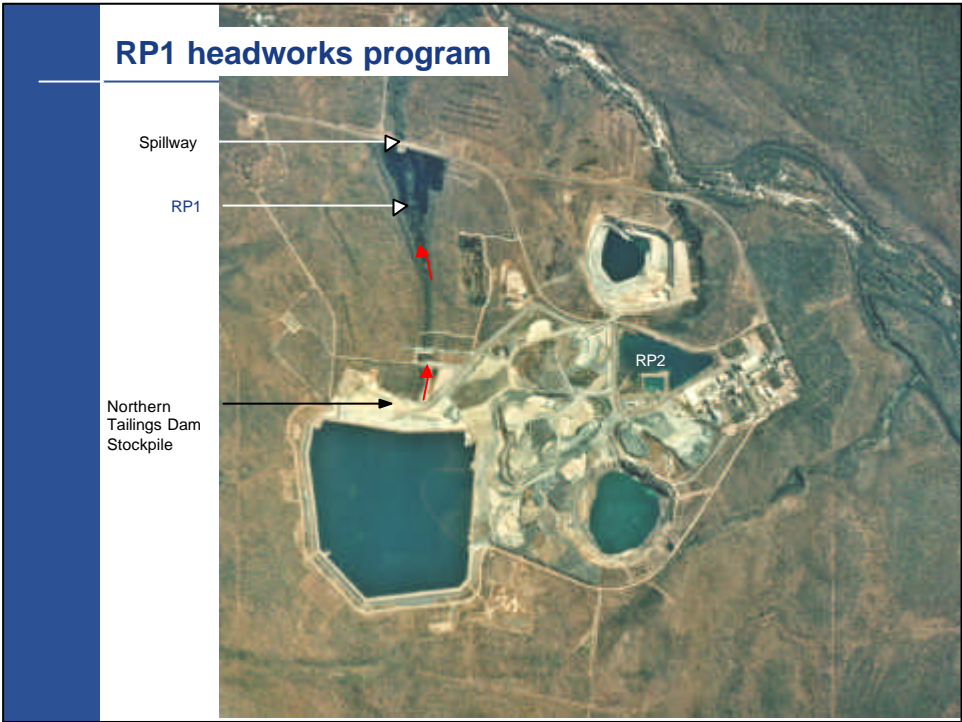 RP1 headworks program
Spillway
RP1
RP2
Northern
Tailings Dam
Stockpile